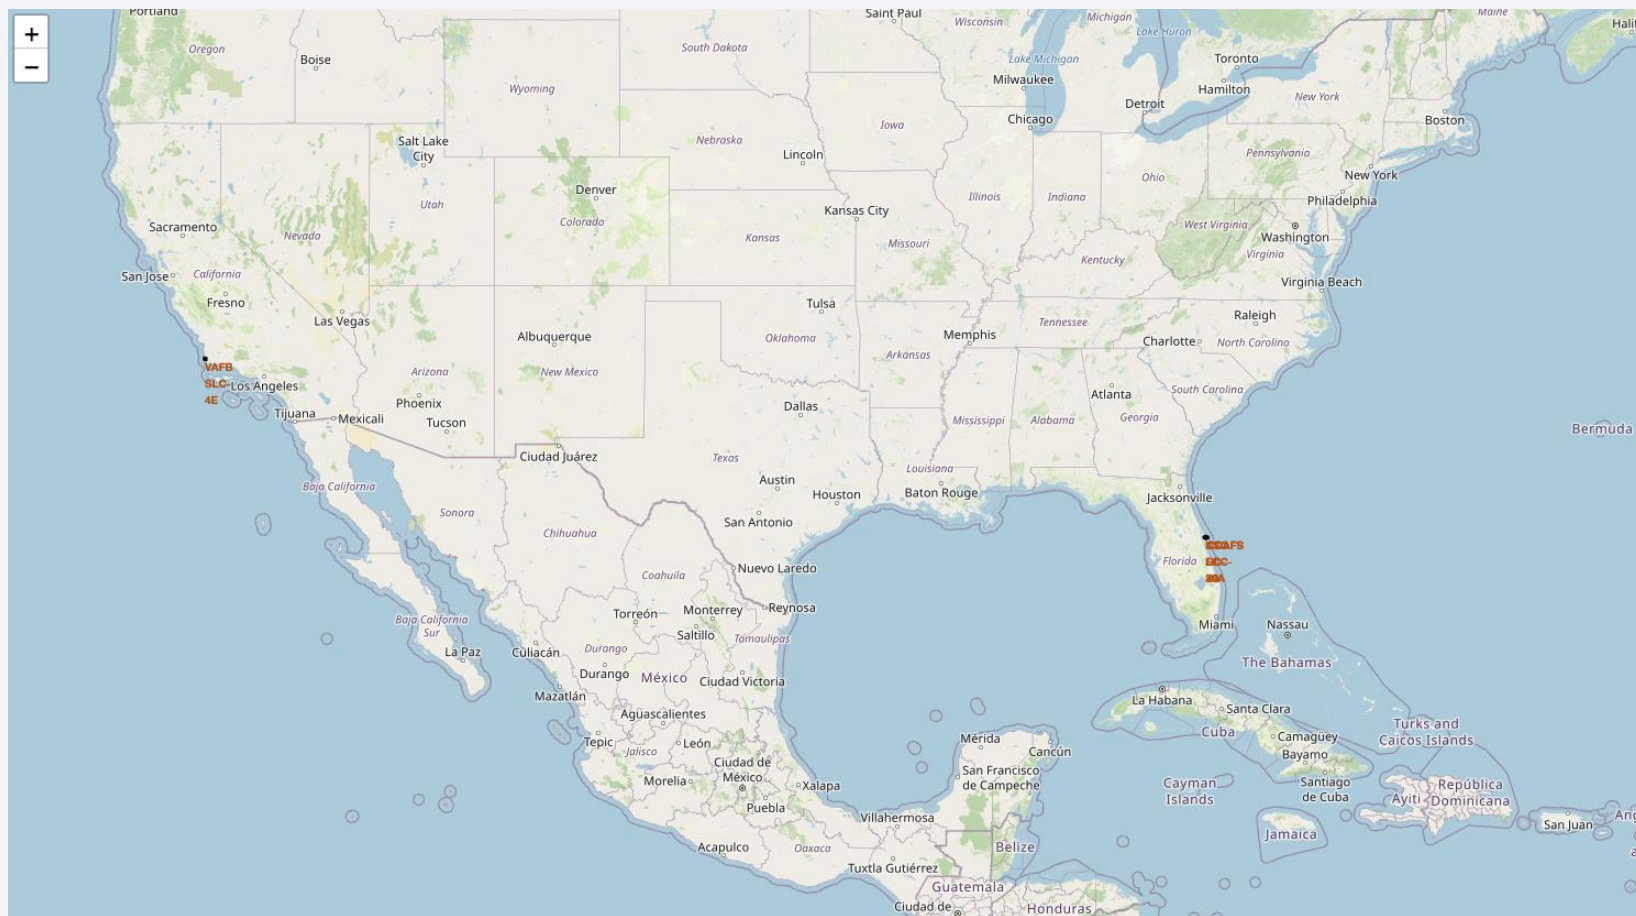 +
−
Portland
Saint Paul
Wisconsin
Michigan
Lake Huron
Maine
Oregon
Boise
South Dakota
Lake Michigan
Toronto
Wyoming
Milwaukee
Hamilton
Detroit
New York
Chicago
Boston
Iowa
Salt Lake
City
Nebraska
Lincoln
Pennsylvania
Denver
Ohio
New York
Utah
Colorado
Illinois
Indiana
Philadelphia
Kansas City
Sacramento
Nevada
Kansas
Missouri
West Virginia
Washington
Virginia
San Jose
California
Kentucky
Virginia Beach
Fresno
Las Vegas
Tulsa
Raleigh
Albuquerque
Oklahoma
Memphis
Tennessee
Charlotte
North Carolina
VAFB
SLC-
4E
Los Angeles
Arizona
New Mexico
Arkansas
Phoenix
Dallas
Atlanta
South Carolina
Tijuana
Mexicali
Tucson
Mississippi
Alabama
Georgia
Bermuda
Ciudad Juárez
Texas
Louisiana
Baja California
Austin
Houston
Baton Rouge
Jacksonville
Sonora
San Antonio
Chihuahua
Florida
Coahuila
Nuevo Laredo
Torreón
Monterrey
Reynosa
Baja California
Sur
Saltillo
Tamaulipas
Miami
Nassau
La Paz
Culiacán
Durango
The Bahamas
Durango
México
Ciudad Victoria
Mazatlán
La Habana
Santa Clara
Aguascalientes
Cuba
Camagüey
Turks and
Caicos Islands
Tepic
Jalisco
León
Mérida
Cancún
Bayamo
Ciudad de
México
San Francisco
de Campeche
Morelia
Xalapa
Cayman
Islands
Santiago
de Cuba
Puebla
Ayiti
República
Dominicana
Villahermosa
San Juan
Acapulco
Oaxaca
Belize
Jamaica
Tuxtla Gutiérrez
Guatemala
Ciudad de
Honduras